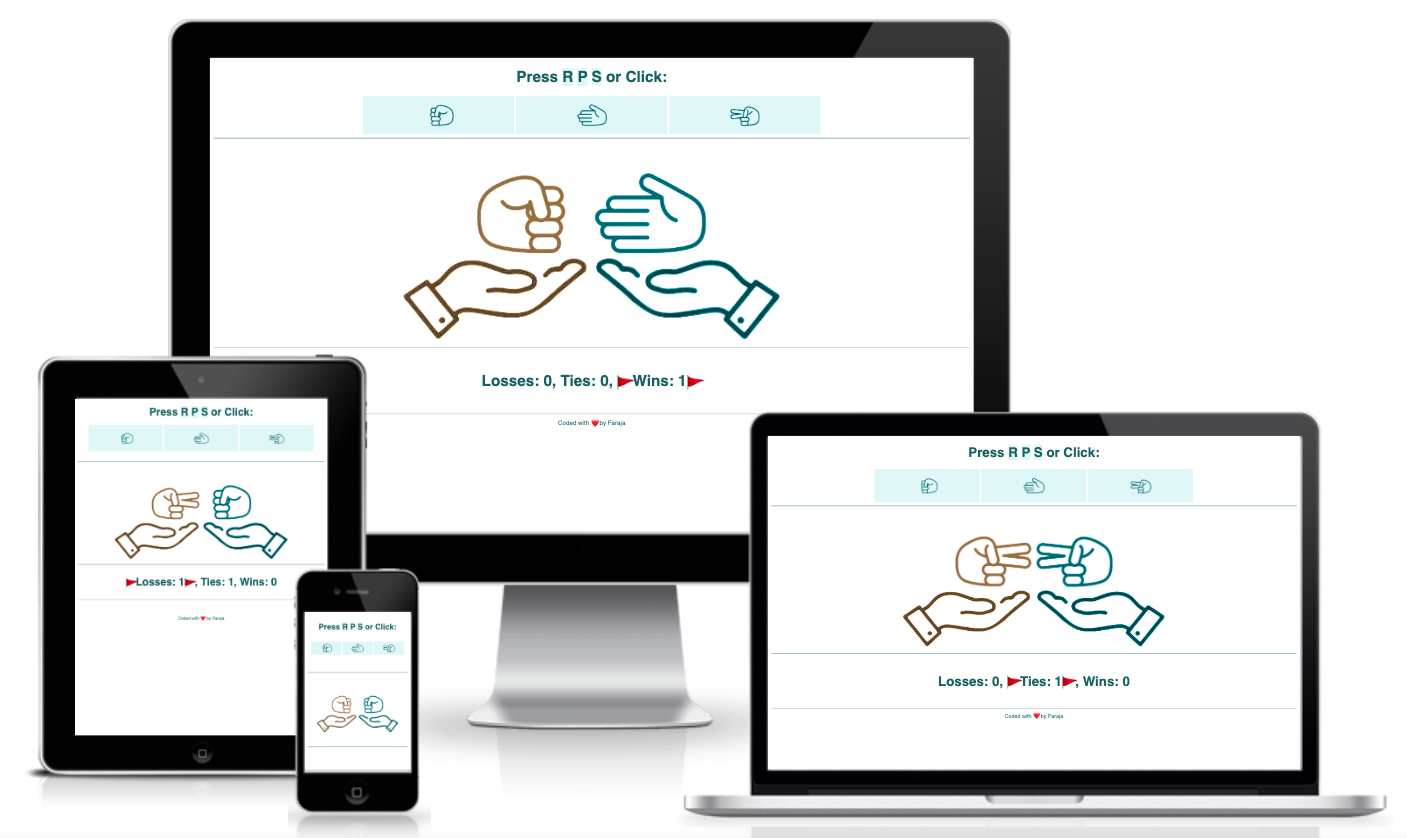 Press R P S or Click:
Losses: 0, Ties: 0, 🚩Wins: 1🚩
Coded with ❤️by Faraja
Press R P S or Click:
🚩Losses: 1🚩, Ties: 1, Wins: 0
Coded with ❤️by Faraja
Press R P S or Click:
Press R P S or Click:
Losses: 0, 🚩Ties: 1🚩, Wins: 0
Coded with ❤️by Faraja